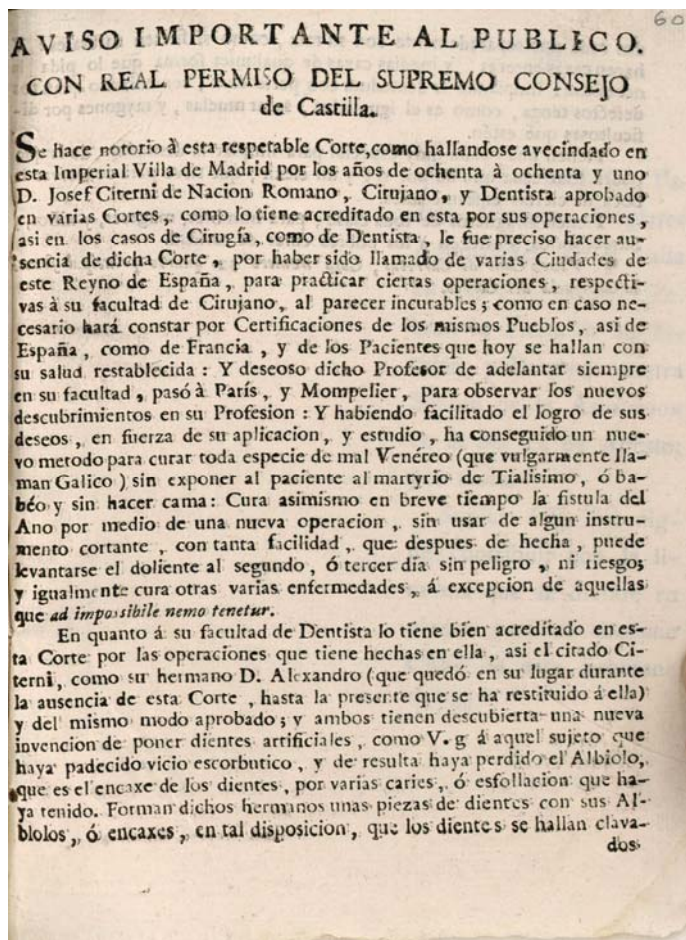 60
AVISO IMPORTANTE AL PUBLICO.
CON REAL PERMISO DEL SUPREMO CONSEJO
de Castilla.
Se hace notorio à esta respetable Corte, como hallandose avecindado en
esta Imperial Villa de Madrid por los años de ochenta à ochenta y uno
D. Josef Citerni de Nacion Romano, Cirujano, y Dentista aprobado
en varias Cortes, como lo tiene acreditado en esta por sus operaciones,
asi en los casos de Cirugía, como de Dentista, le fue preciso hacer au-
sencia de dicha Corte, por haber sido llamado de varias Ciudades de
este Reyno de España, para practicar ciertas operaciones, respecti-
vas à su facultad de Cirujano, al parecer incurables; como en caso ne-
cesario hará constar por Certificaciones de los mismos Pueblos, asi de
España, como de Francia, y de los Pacientes que hoy se hallan con
su salud restablecida: Y deseoso dicho Profesor de adelantar siempre
en su facultad, pasó à París, y Mompelier, para observar los nuevos
descubrimientos en su Profesion: Y habiendo facilitado el logro de sus
deseos, en fuerza de su aplicacion, y estudio, ha conseguido un nue-
vo metodo para curar toda especie de mal Venéreo (que vulgarmente lla-
man Galico) sin exponer al paciente al martyrio de Tialisimo, ó ba-
béo y sin hacer cama: Cura asimismo en breve tiempo la fistula del
Ano por medio de una nueva operacion, sin usar de algun instru-
mento cortante, con tanta facilidad, que despues de hecha, puede
levantarse el doliente al segundo, ó tercer día sin peligro, ni riesgo;
y igualmente cura otras varias enfermedades, á excepcion de aquellas
que ad impossibile nemo tenetur.
En quanto á su facultad de Dentista lo tiene bien acreditado en es-
ta Corte por las operaciones que tiene hechas en ella, asi el citado Ci-
terni, como su hermano D. Alexandro (que quedó en su lugar durante
la ausencia de esta Corte, hasta la presente que se ha restituido á ella)
y del mismo modo aprobado; y ambos tienen descubierta una nueva
invencion de poner dientes artificiales, como V. g á aquel sujeto que
haya padecido vicio escorbutico, y de resulta haya perdido el Albiolo,
que es el encaxe de los dientes, por varias caries, ó esfollacion que ha-
ya tenido. Forman dichos hermanos unas piezas de dientes con sus Al-
biolos, ó encaxes, en tal disposicion, que los dientes se hallan clava-
dos